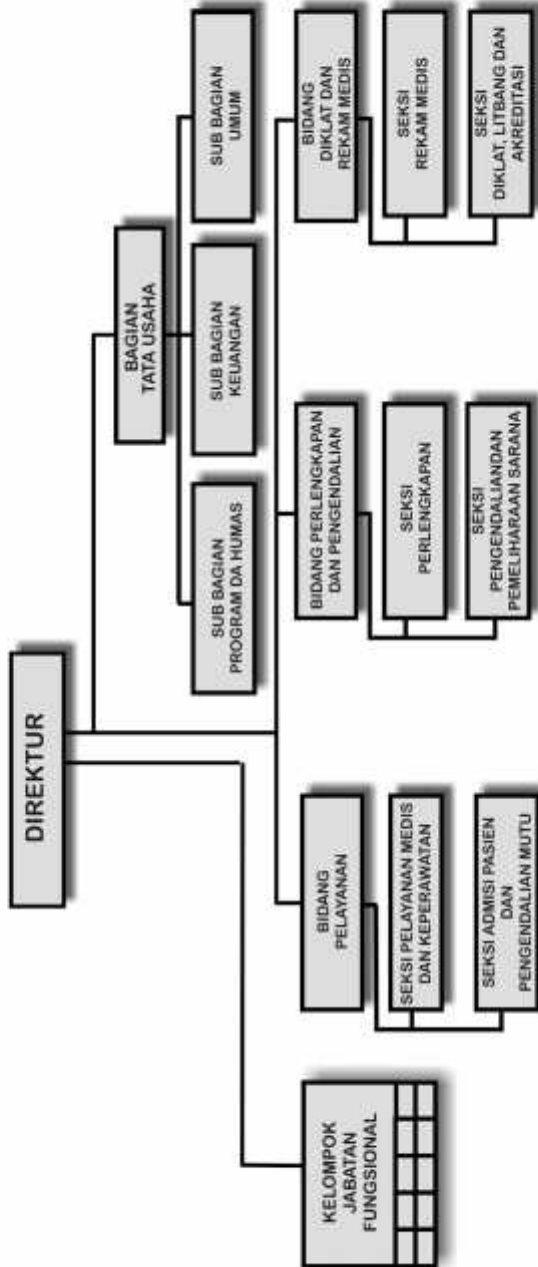 DIREKTUR
BAGIAN
TATA USAHA
SUB BAGIAN
PROGRAM DA HUMAS
SUB BAGIAN
KEUANGAN
SUB BAGIAN
UMUM
KELOMPOK
JABATAN
FUNGSIONAL
BIDANG
PELAYANAN
SEKSI PELAYANAN MEDIS
DAN KEPERAWATAN
SEKSI ADMISI PASIEN
DAN
PENGENDALIAN MUTU
BIDANG PERLENGKAPAN
DAN PENGENDALIAN
SEKSI
PERLENGKAPAN
SEKSI
PENGENDALIANDAN
PEMELIHARAAN SARANA
BIDANG
DIKLAT DAN
REKAM MEDIS
SEKSI
REKAM MEDIS
SEKSI
DIKLAT, LITBANG DAN
AKREDITASI